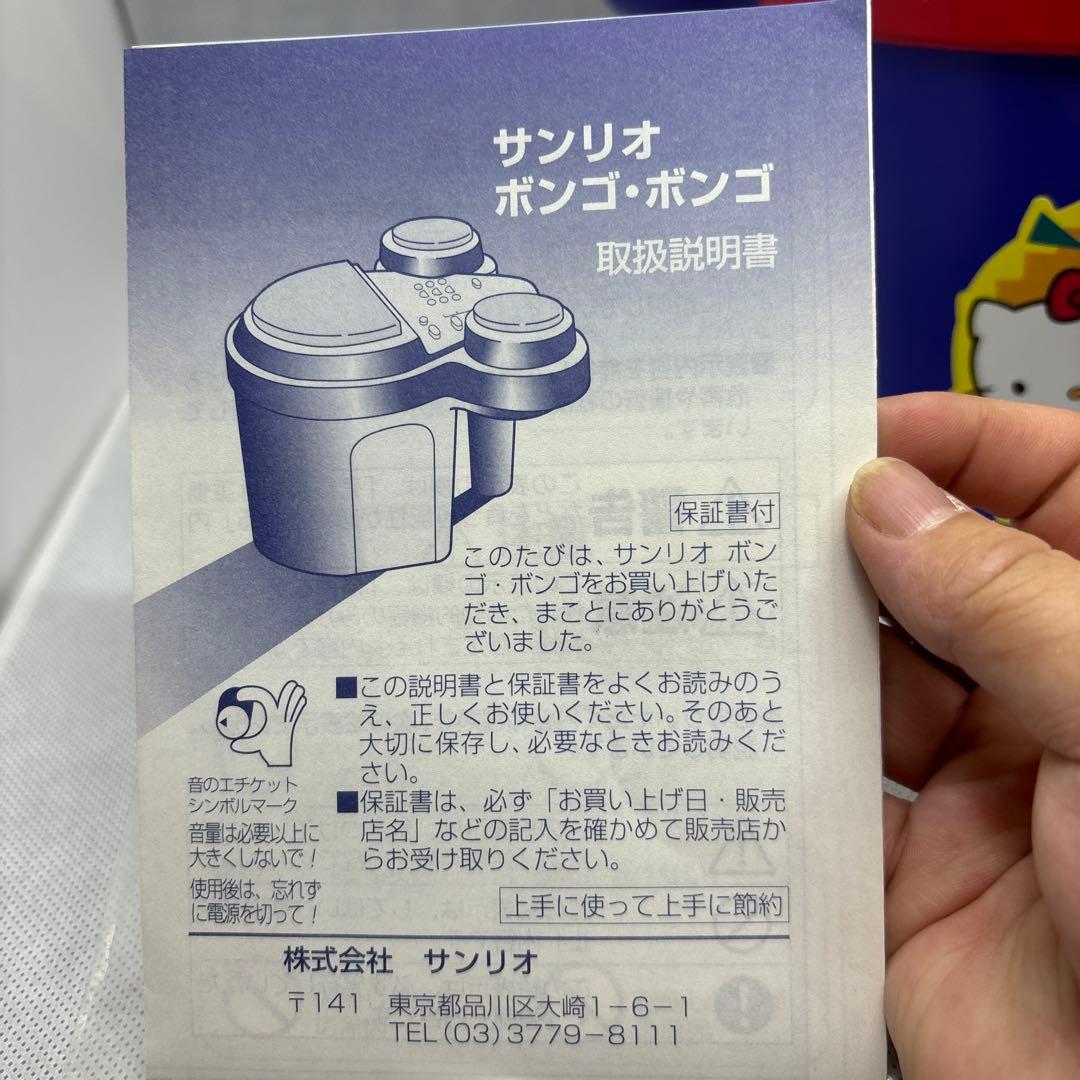 サンリオ
ボンゴ・ボンゴ
取扱説明書
保証書付
このたびは、サンリオ ボン
ゴ・ボンゴをお買い上げいた
だき、まことにありがとうご
ざいました。
■この説明書と保証書をよくお読みのう
え、正しくお使いください。そのあと
大切に保存し、必要なときお読みくだ
さい。
■保証書は、必ず「お買い上げ日・販売
店名」などの記入を確かめて販売店か
らお受け取りください。
音のエチケット
シンボルマーク
音量は必要以上に
大きくしないで!
使用後は、忘れず
に電源を切って!
上手に使って上手に節約
株式会社 サンリオ
〒141 東京都品川区大崎1-6-1
TEL(03)3779-8111